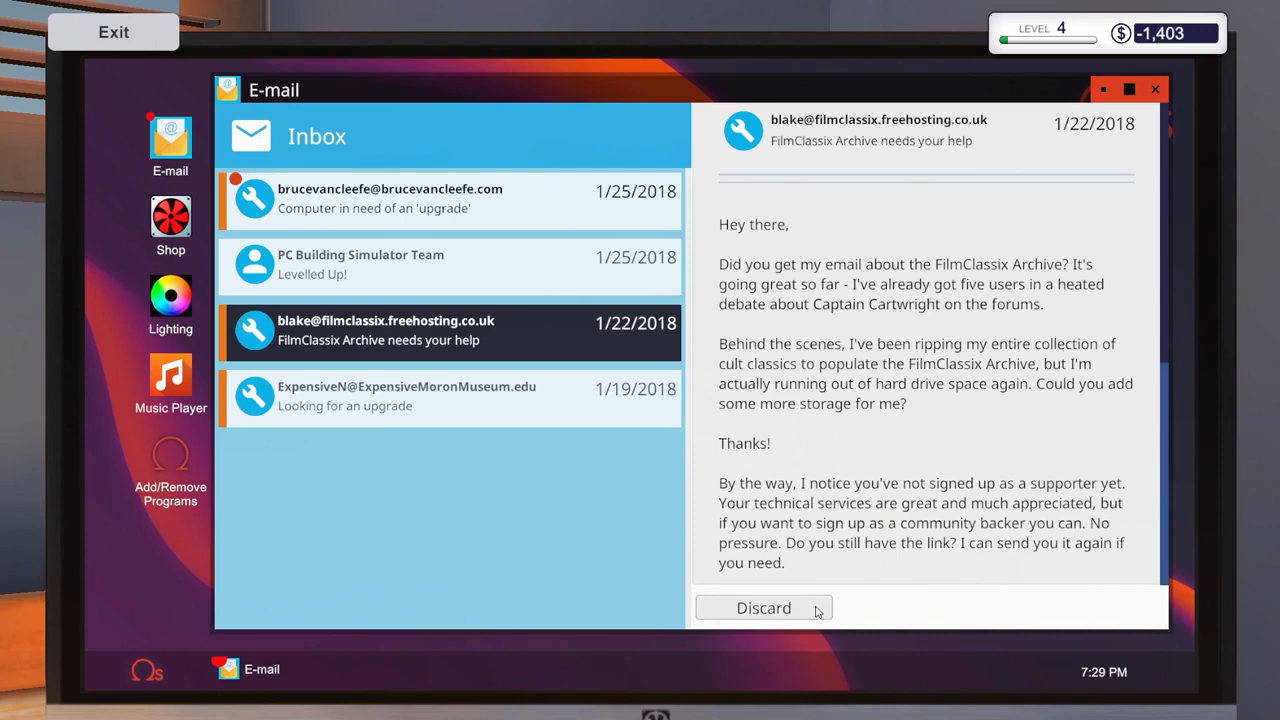 Exit
LEVEL 4
$ -1,403
E-mail
E-mail
Shop
Lighting
Music Player
Add/Remove
Programs
Inbox
brucevancleefe@brucevancleefe.com 1/25/2018
Computer in need of an 'upgrade'
PC Building Simulator Team 1/25/2018
Levelled Up!
blake@filmclassix.freehosting.co.uk 1/22/2018
FilmClassix Archive needs your help
ExpensiveN@ExpensiveMoronMuseum.edu 1/19/2018
Looking for an upgrade
blake@filmclassix.freehosting.co.uk 1/22/2018
FilmClassix Archive needs your help
Hey there,
Did you get my email about the FilmClassix Archive? It's
going great so far - I've already got five users in a heated
debate about Captain Cartwright on the forums.
Behind the scenes, I've been ripping my entire collection of
cult classics to populate the FilmClassix Archive, but I'm
actually running out of hard drive space again. Could you add
some more storage for me?
Thanks!
By the way, I notice you've not signed up as a supporter yet.
Your technical services are great and much appreciated, but
if you want to sign up as a community backer you can. No
pressure. Do you still have the link? I can send you it again if
you need.
Discard
Ωs
E-mail
7:29 PM